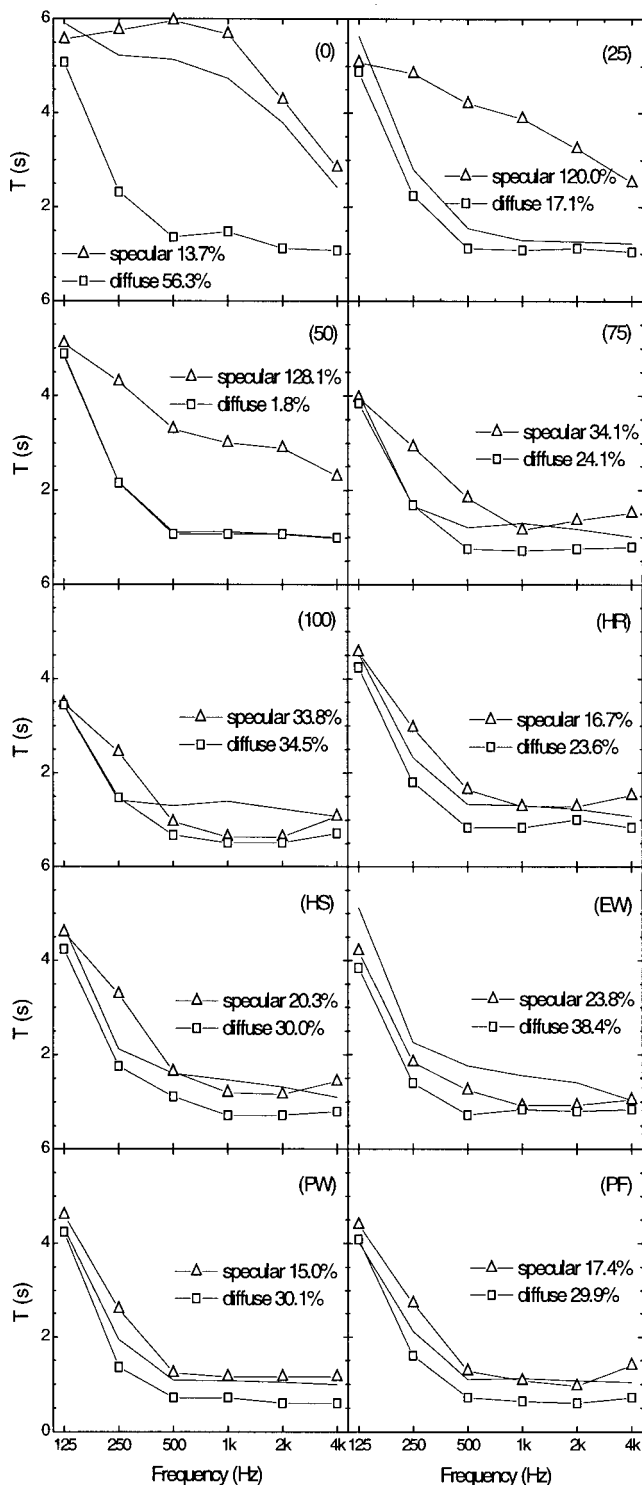 6
(0)
(25)
4
T (s)
2
specular 13.7%
diffuse 56.3%
specular 120.0%
diffuse 17.1%
6
(50)
(75)
4
T (s)
2
specular 128.1%
diffuse 1.8%
specular 34.1%
diffuse 24.1%
6
(100)
(HR)
4
T (s)
2
specular 33.8%
diffuse 34.5%
specular 16.7%
diffuse 23.6%
6
(HS)
(EW)
4
T (s)
2
specular 20.3%
diffuse 30.0%
specular 23.8%
diffuse 38.4%
6
(PW)
(PF)
4
T (s)
2
specular 15.0%
diffuse 30.1%
specular 17.4%
diffuse 29.9%
0
125 250 500 1k 2k 4k 125 250 500 1k 2k 4k
Frequency (Hz) Frequency (Hz)